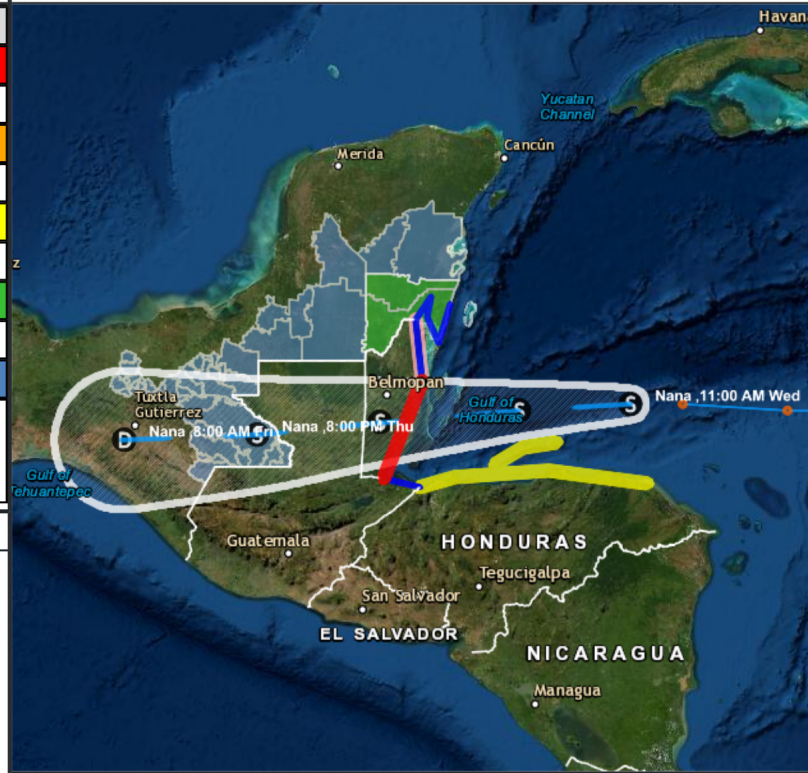 Havan
Yucatan
Channel
Cancún
Merida
z
Belmopan
Nana ,11:00 AM Wed
Gulf of
Honduras
S
S
S
Tuxtla
Gutierrez
Nana ,8:00 PM Thu
Nana ,8:00 AM Fri
S
D
Gulf of
Tehuantepec
Guatemala
HONDURAS
Tegucigalpa
San Salvador
EL SALVADOR
NICARAGUA
Managua